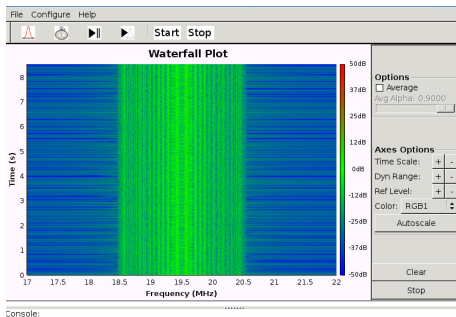 File Configure Help
Start Stop
Waterfall Plot
Time (s)
8
7
6
5
4
3
2
1
0
17 17.5 18 18.5 19 19.5 20 20.5 21 21.5 22
Frequency (MHz)
50dB
37dB
25dB
12dB
0dB
-12dB
-25dB
-37dB
-50dB
Options
Average
Avg Alpha: 0.9000
Axes Options
Time Scale: + -
Dyn Range: + -
Ref Level: + -
Color: RGB1
Autoscale
Clear
Stop
Console: